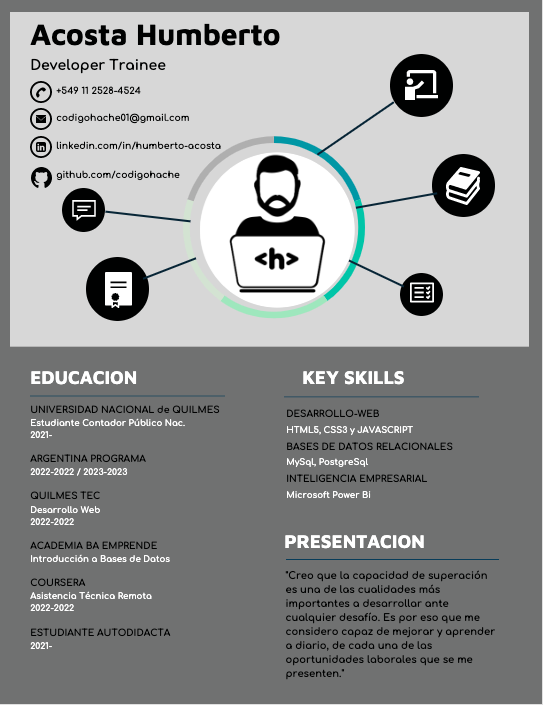 Acosta Humberto
Developer Trainee
+549 11 2528-4524
codigohache01@gmail.com
linkedin.com/in/humberto-acosta
github.com/codigohache
<h>
EDUCACION
UNIVERSIDAD NACIONAL de QUILMES
Estudiante Contador Público Nac.
2021-
ARGENTINA PROGRAMA
2022-2022 / 2023-2023
QUILMES TEC
Desarrollo Web
2022-2022
ACADEMIA BA EMPRENDE
Introducción a Bases de Datos
COURSERA
Asistencia Técnica Remota
2022-2022
ESTUDIANTE AUTODIDACTA
2021-
KEY SKILLS
DESARROLLO-WEB
HTML5, CSS3 y JAVASCRIPT
BASES DE DATOS RELACIONALES
MySql, PostgreSql
INTELIGENCIA EMPRESARIAL
Microsoft Power Bi
PRESENTACION
"Creo que la capacidad de superación
es una de las cualidades más
importantes a desarrollar ante
cualquier desafío. Es por eso que me
considero capaz de mejorar y aprender
a diario, de cada una de las
oportunidades laborales que se me
presenten."